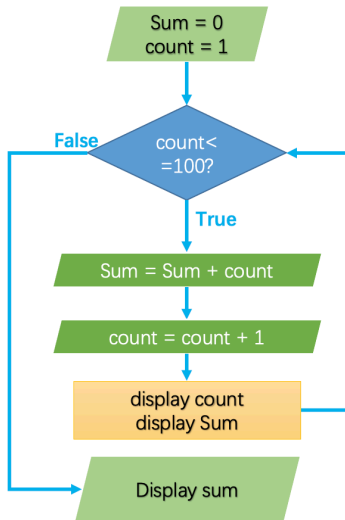 Sum = 0
count = 1
False
count<
=100?
True
Sum = Sum + count
count = count + 1
display count
display Sum
Display sum